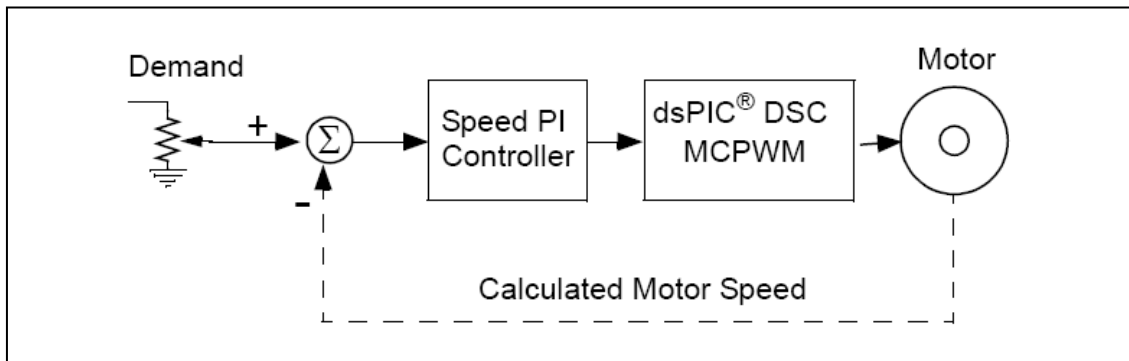 Demand
Motor
+
Σ
-
Speed PI
Controller
dsPIC® DSC
MCPWM
Calculated Motor Speed